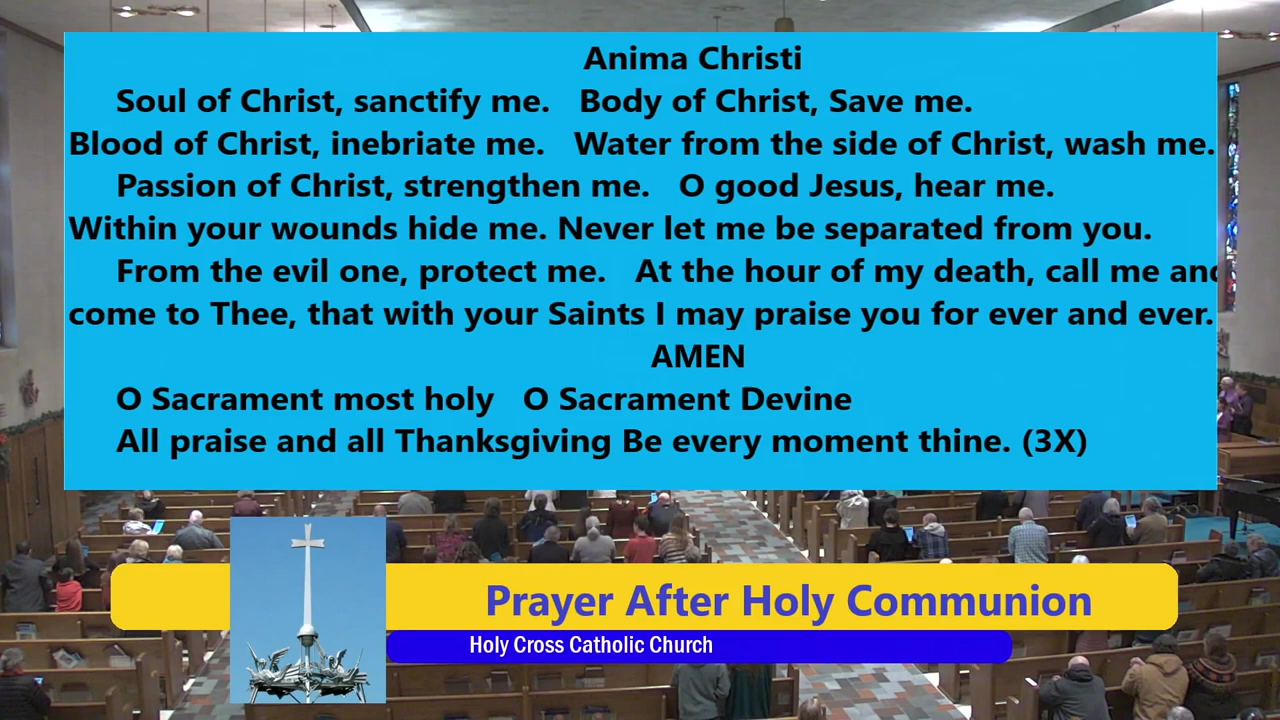 Anima Christi
Soul of Christ, sanctify me. Body of Christ, Save me.
Blood of Christ, inebriate me. Water from the side of Christ, wash me.
Passion of Christ, strengthen me. O good Jesus, hear me.
Within your wounds hide me. Never let me be separated from you.
From the evil one, protect me. At the hour of my death, call me and
come to Thee, that with your Saints I may praise you for ever and ever.
AMEN
O Sacrament most holy O Sacrament Devine
All praise and all Thanksgiving Be every moment thine. (3X)
Prayer After Holy Communion
Holy Cross Catholic Church